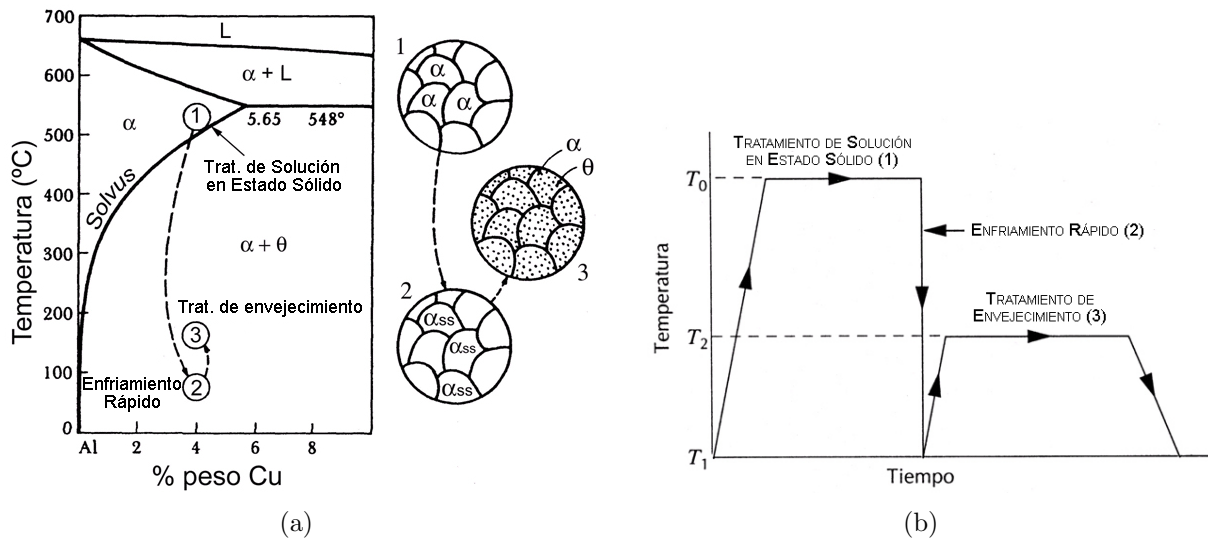 700
600
500
400
300
200
100
0
Temperatura (ºC)
L
α + L
α
1
5.65 548°
Trat. de Solución
en Estado Sólido
Solvus
α + θ
Trat. de envejecimiento
3
Enfriamiento
Rápido
2
Al 2 4 6 8
% peso Cu
(a)
1
α
α α
α
θ
3
2
αss
αss
αss
Tratamiento de Solución
en Estado Sólido (1)
T0
Enfriamiento Rápido (2)
Tratamiento de
Envejecimiento (3)
T2
T1
Temperatura
Tiempo
(b)